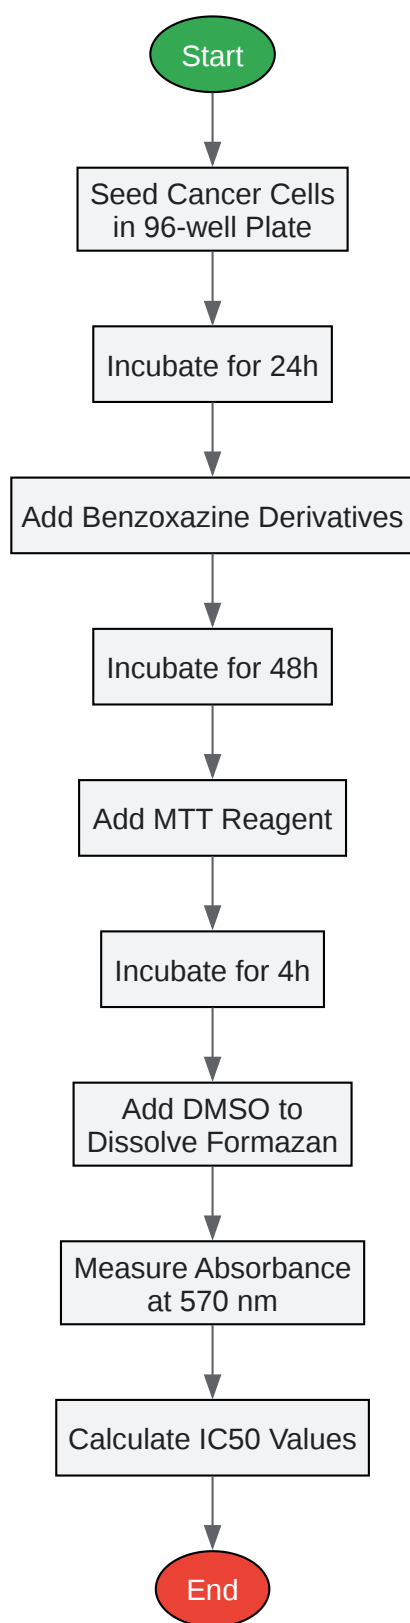 Start
Seed Cancer Cells
in 96-well Plate
Incubate for 24h
Add Benzoxazine Derivatives
Incubate for 48h
Add MTT Reagent
Incubate for 4h
Add DMSO to
Dissolve Formazan
Measure Absorbance
at 570 nm
Calculate IC50 Values
End